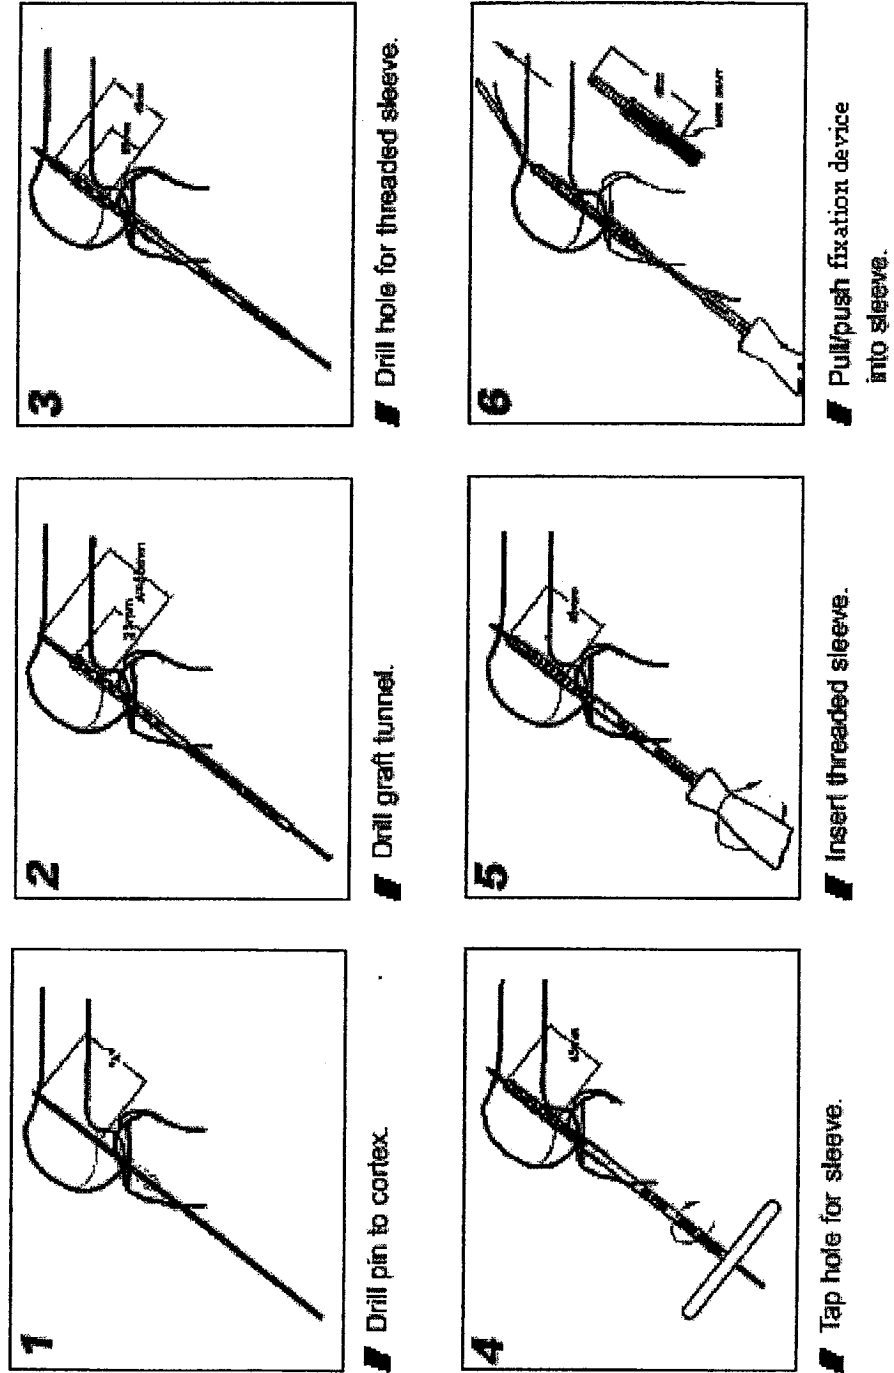 1
Drill pin to cortex.
2
Drill graft tunnel.
3
Drill hole for threaded sleeve.
4
45mm
Tap hole for sleeve.
5
Insert threaded sleeve.
6
Pull/push fixation device
into sleeve.